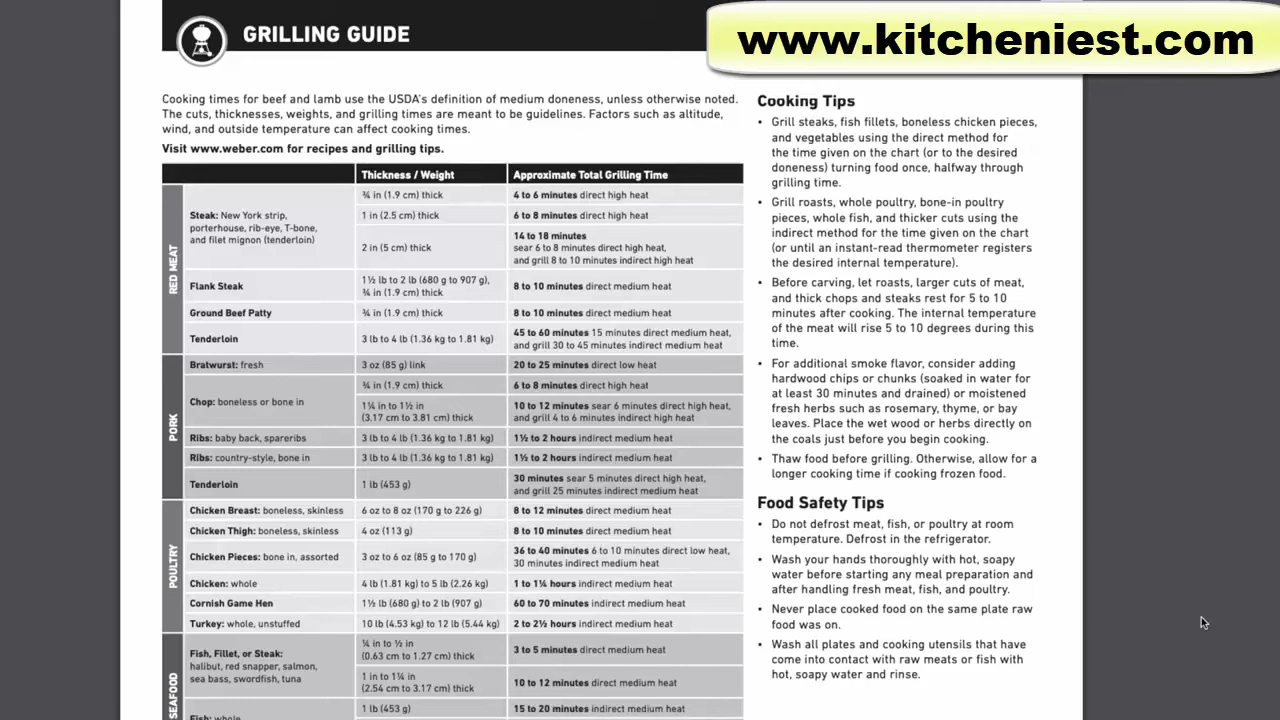 GRILLING GUIDE
www.kitcheniest.com
Cooking times for beef and lamb use the USDA's definition of medium doneness, unless otherwise noted.
The cuts, thicknesses, weights, and grilling times are meant to be guidelines. Factors such as altitude,
wind, and outside temperature can affect cooking times.
Visit www.weber.com for recipes and grilling tips.
Thickness / Weight
Approximate Total Grilling Time
RED MEAT
Steak: New York strip,
porterhouse, rib-eye, T-bone,
and filet mignon (tenderloin)
¾ in (1.9 cm) thick
4 to 6 minutes direct high heat
1 in (2.5 cm) thick
6 to 8 minutes direct high heat
2 in (5 cm) thick
14 to 18 minutes
sear 6 to 8 minutes direct high heat,
and grill 8 to 10 minutes indirect high heat
Flank Steak
1½ lb to 2 lb (680 g to 907 g),
¾ in (1.9 cm) thick
8 to 10 minutes direct medium heat
Ground Beef Patty
¾ in (1.9 cm) thick
8 to 10 minutes direct medium heat
Tenderloin
3 lb to 4 lb (1.36 kg to 1.81 kg)
45 to 60 minutes 15 minutes direct medium heat,
and grill 30 to 45 minutes indirect medium heat
PORK
Bratwurst: fresh
3 oz (85 g) link
20 to 25 minutes direct low heat
Chop: boneless or bone in
¾ in (1.9 cm) thick
6 to 8 minutes direct high heat
1¼ in to 1½ in
(3.17 cm to 3.81 cm) thick
10 to 12 minutes sear 6 minutes direct high heat,
and grill 4 to 6 minutes indirect high heat
Ribs: baby back, spareribs
3 lb to 4 lb (1.36 kg to 1.81 kg)
1½ to 2 hours indirect medium heat
Ribs: country-style, bone in
3 lb to 4 lb (1.36 kg to 1.81 kg)
1½ to 2 hours indirect medium heat
Tenderloin
1 lb (453 g)
30 minutes sear 5 minutes direct high heat,
and grill 25 minutes indirect medium heat
POULTRY
Chicken Breast: boneless, skinless
6 oz to 8 oz (170 g to 226 g)
8 to 12 minutes direct medium heat
Chicken Thigh: boneless, skinless
4 oz (113 g)
8 to 10 minutes direct medium heat
Chicken Pieces: bone in, assorted
3 oz to 6 oz (85 g to 170 g)
36 to 40 minutes 6 to 10 minutes direct low heat,
30 minutes indirect medium heat
Chicken: whole
4 lb (1.81 kg) to 5 lb (2.26 kg)
1 to 1¼ hours indirect medium heat
Cornish Game Hen
1½ lb (680 g) to 2 lb (907 g)
60 to 70 minutes indirect medium heat
Turkey: whole, unstuffed
10 lb (4.53 kg) to 12 lb (5.44 kg)
2 to 2½ hours indirect medium heat
SEAFOOD
Fish, Fillet, or Steak:
halibut, red snapper, salmon,
sea bass, swordfish, tuna
¼ in to ½ in
(0.63 cm to 1.27 cm) thick
3 to 5 minutes direct medium heat
1 in to 1¼ in
(2.54 cm to 3.17 cm) thick
10 to 12 minutes direct medium heat
Fish: whole
1 lb (453 g)
15 to 20 minutes indirect medium heat
Cooking Tips
• Grill steaks, fish fillets, boneless chicken pieces,
and vegetables using the direct method for
the time given on the chart (or to the desired
doneness) turning food once, halfway through
grilling time.
• Grill roasts, whole poultry, bone-in poultry
pieces, whole fish, and thicker cuts using the
indirect method for the time given on the chart
(or until an instant-read thermometer registers
the desired internal temperature).
• Before carving, let roasts, larger cuts of meat,
and thick chops and steaks rest for 5 to 10
minutes after cooking. The internal temperature
of the meat will rise 5 to 10 degrees during this
time.
• For additional smoke flavor, consider adding
hardwood chips or chunks (soaked in water for
at least 30 minutes and drained) or moistened
fresh herbs such as rosemary, thyme, or bay
leaves. Place the wet wood or herbs directly on
the coals just before you begin cooking.
• Thaw food before grilling. Otherwise, allow for a
longer cooking time if cooking frozen food.
Food Safety Tips
• Do not defrost meat, fish, or poultry at room
temperature. Defrost in the refrigerator.
• Wash your hands thoroughly with hot, soapy
water before starting any meal preparation and
after handling fresh meat, fish, and poultry.
• Never place cooked food on the same plate raw
food was on.
• Wash all plates and cooking utensils that have
come into contact with raw meats or fish with
hot, soapy water and rinse.